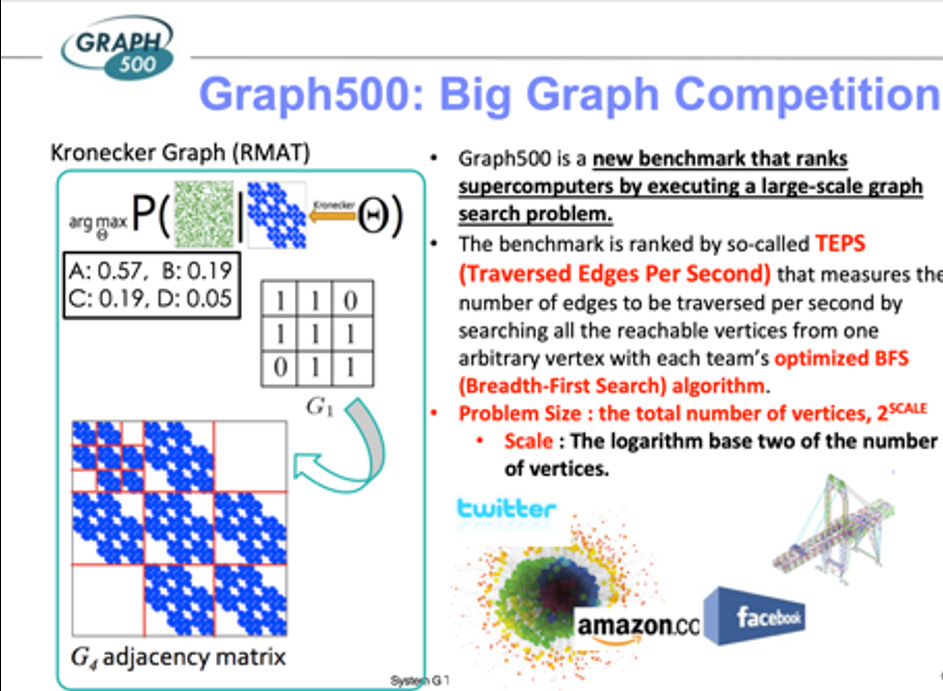 GRAPH
500
Graph500: Big Graph Competition
Kronecker Graph (RMAT)
arg max P( | Kronecker Θ)
Θ
A: 0.57, B: 0.19
C: 0.19, D: 0.05
1 1 0
1 1 1
0 1 1
G₁
G₄ adjacency matrix
• Graph500 is a new benchmark that ranks
supercomputers by executing a large-scale graph
search problem.
• The benchmark is ranked by so-called TEPS
(Traversed Edges Per Second) that measures the
number of edges to be traversed per second by
searching all the reachable vertices from one
arbitrary vertex with each team's optimized BFS
(Breadth-First Search) algorithm.
• Problem Size : the total number of vertices, 2^SCALE
• Scale : The logarithm base two of the number
of vertices.
twitter
amazon.co
facebook
System G 1